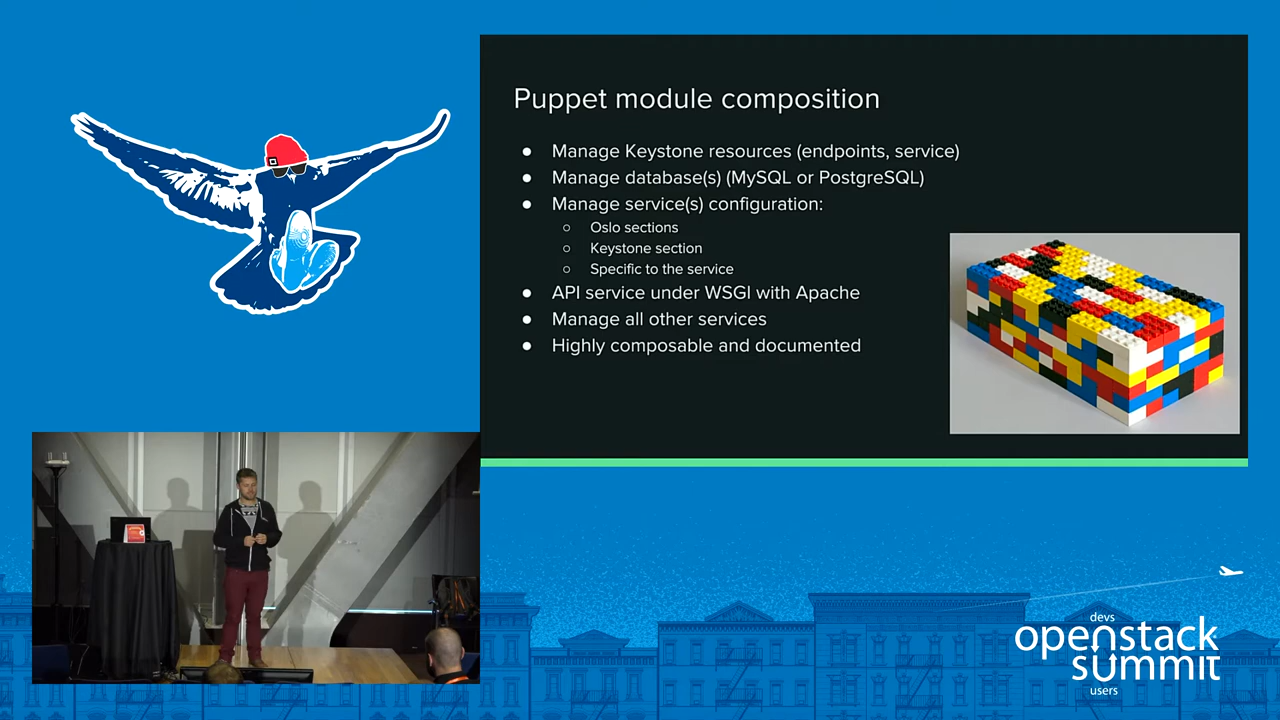 Puppet module composition
● Manage Keystone resources (endpoints, service)
● Manage database(s) (MySQL or PostgreSQL)
● Manage service(s) configuration:
○ Oslo sections
○ Keystone section
○ Specific to the service
● API service under WSGI with Apache
● Manage all other services
● Highly composable and documented
devs
openstack
summit
users